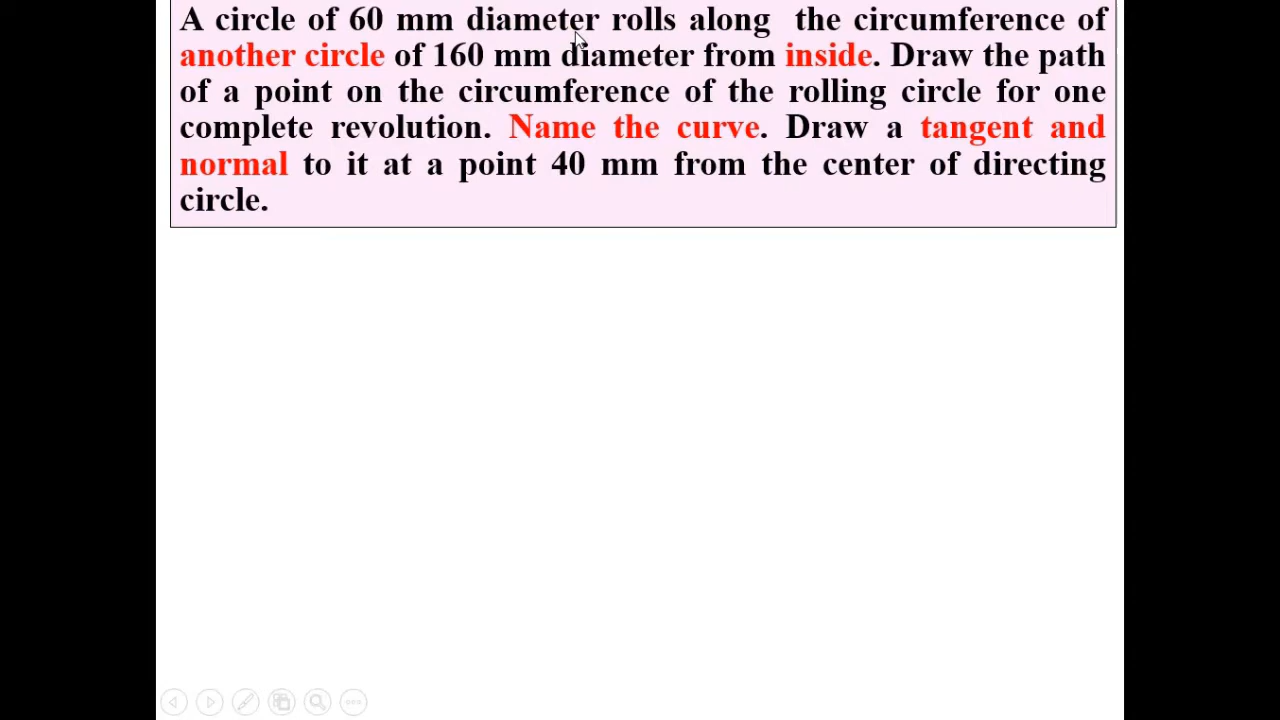 A circle of 60 mm diameter rolls along the circumference of
another circle of 160 mm diameter from inside. Draw the path
of a point on the circumference of the rolling circle for one
complete revolution. Name the curve. Draw a tangent and
normal to it at a point 40 mm from the center of directing
circle.